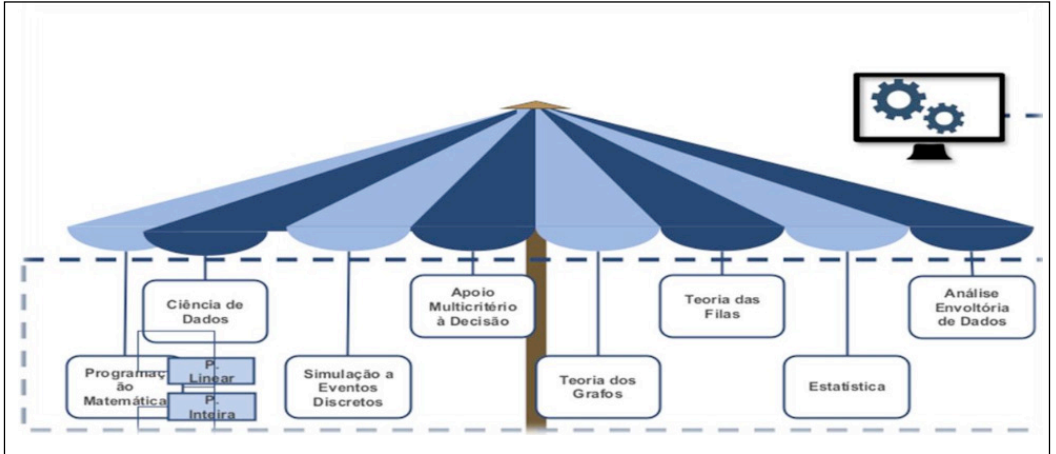 Ciência de
Dados
Apoio
Multicritério
à Decisão
Teoria das
Filas
Análise
Envoltória
de Dados
Programaç
ão
Matemática
P.
Linear
P.
Inteira
Simulação a
Eventos
Discretos
Teoria dos
Grafos
Estatística